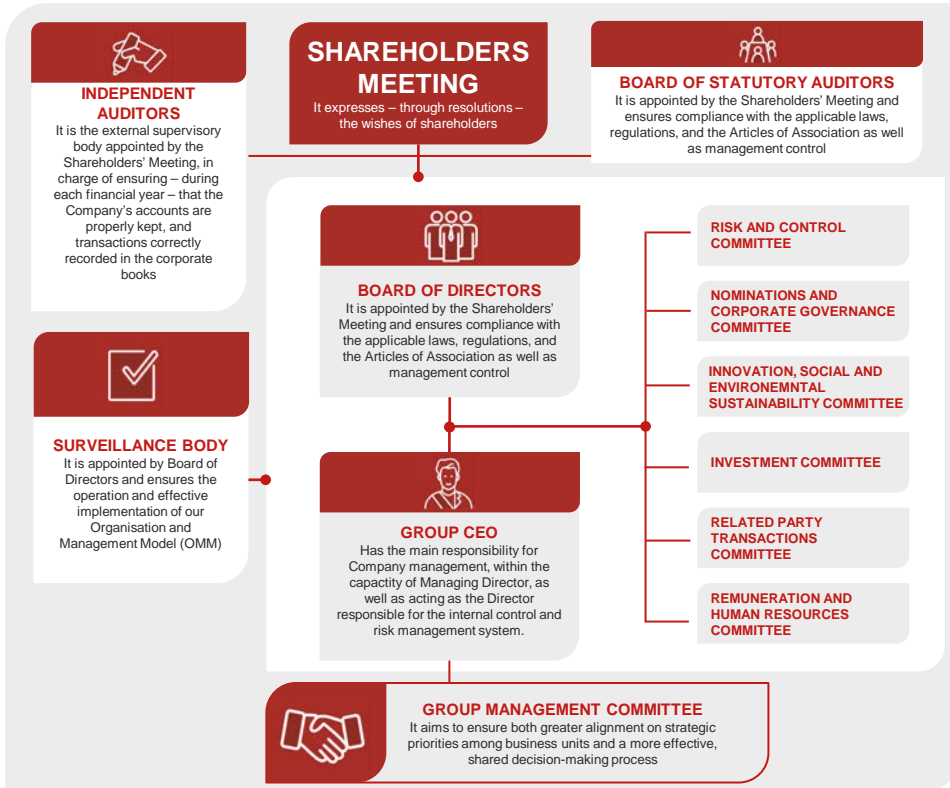 INDEPENDENT
AUDITORS
It is the external supervisory
body appointed by the
Shareholders' Meeting, in
charge of ensuring – during
each financial year – that the
Company's accounts are
properly kept, and
transactions correctly
recorded in the corporate
books
SHAREHOLDERS
MEETING
It expresses – through resolutions –
the wishes of shareholders
BOARD OF STATUTORY AUDITORS
It is appointed by the Shareholders' Meeting and
ensures compliance with the applicable laws,
regulations, and the Articles of Association as well
as management control
BOARD OF DIRECTORS
It is appointed by the Shareholders'
Meeting and ensures compliance with
the applicable laws, regulations, and
the Articles of Association as well as
management control
RISK AND CONTROL
COMMITTEE
NOMINATIONS AND
CORPORATE GOVERNANCE
COMMITTEE
INNOVATION, SOCIAL AND
ENVIRONEMNTAL
SUSTAINABILITY COMMITTEE
INVESTMENT COMMITTEE
RELATED PARTY
TRANSACTIONS
COMMITTEE
REMUNERATION AND
HUMAN RESOURCES
COMMITTEE
SURVEILLANCE BODY
It is appointed by Board of
Directors and ensures the
operation and effective
implementation of our
Organisation and
Management Model (OMM)
GROUP CEO
Has the main responsibility for
Company management, within the
capacity of Managing Director, as
well as acting as the Director
responsible for the internal control and
risk management system.
GROUP MANAGEMENT COMMITTEE
It aims to ensure both greater alignment on strategic
priorities among business units and a more effective,
shared decision-making process